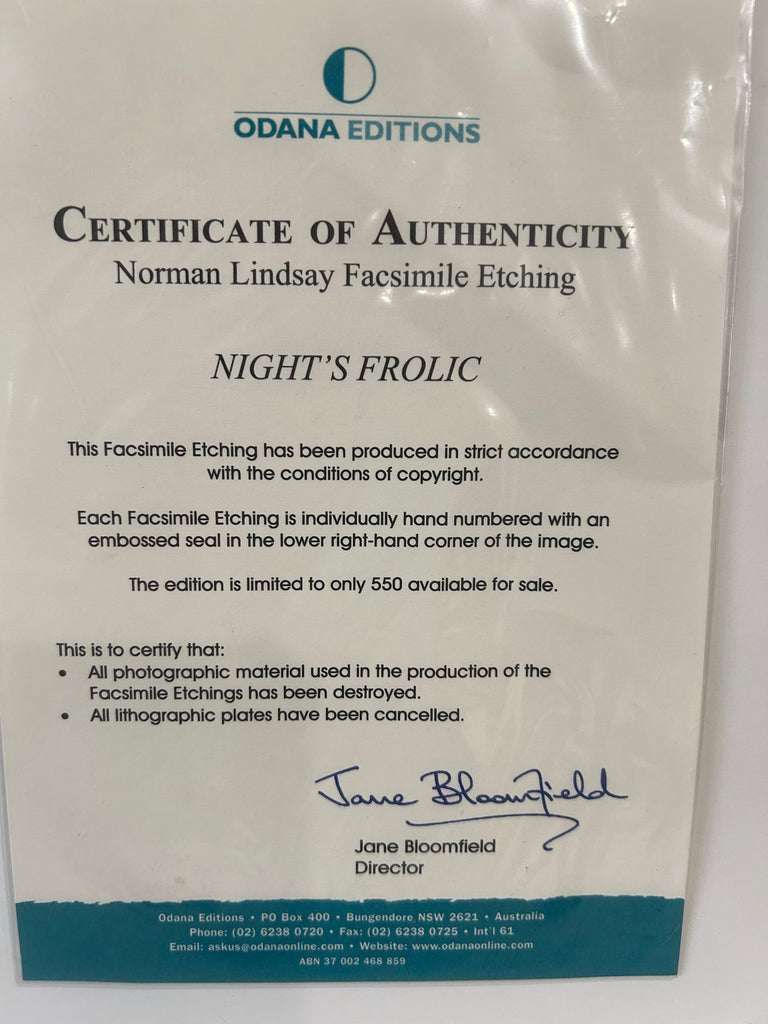 ODANA EDITIONS
CERTIFICATE OF AUTHENTICITY
Norman Lindsay Facsimile Etching
NIGHT'S FROLIC
This Facsimile Etching has been produced in strict accordance
with the conditions of copyright.
Each Facsimile Etching is individually hand numbered with an
embossed seal in the lower right-hand corner of the image.
The edition is limited to only 550 available for sale.
This is to certify that:
• All photographic material used in the production of the
Facsimile Etchings has been destroyed.
• All lithographic plates have been cancelled.
Jane Bloomfield
Jane Bloomfield
Director
Odana Editions • PO Box 400 • Bungendore NSW 2621 • Australia
Phone: (02) 6238 0720 • Fax: (02) 6238 0725 • Int'l 61
Email: askus@odanaonline.com • Website: www.odanaonline.com
ABN 37 002 468 859